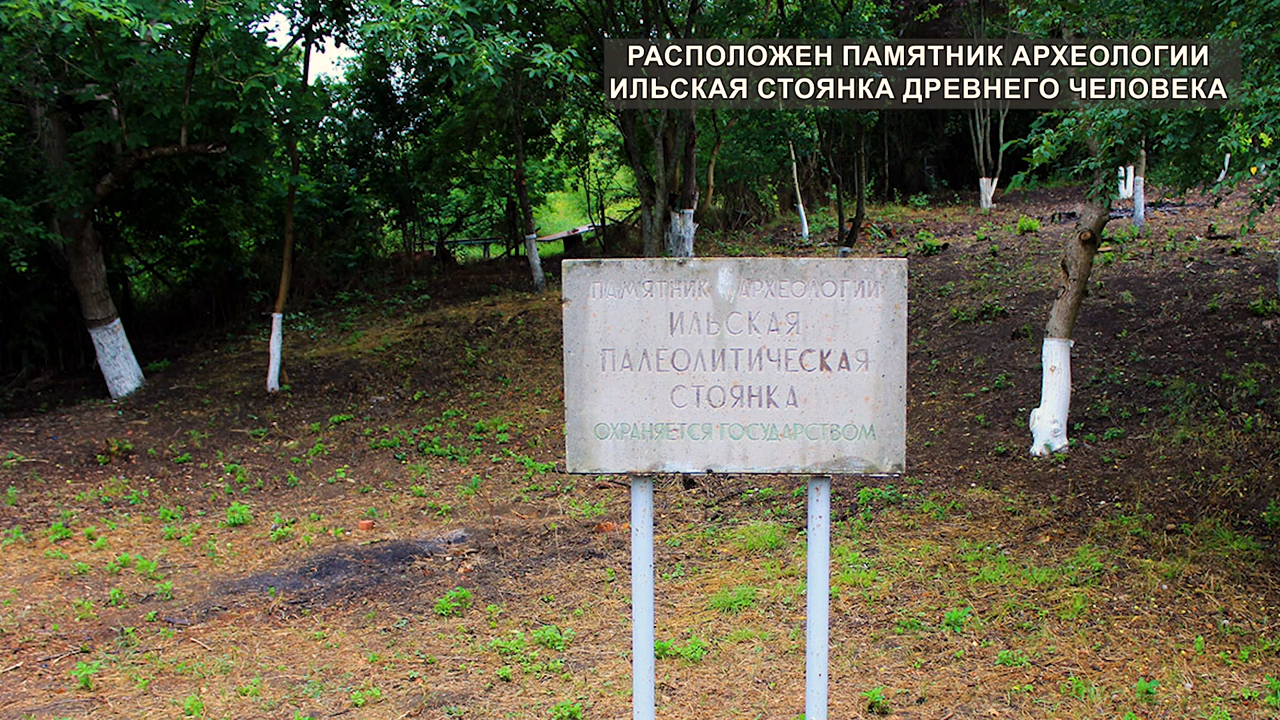 РАСПОЛОЖЕН ПАМЯТНИК АРХЕОЛОГИИ
ИЛЬСКАЯ СТОЯНКА ДРЕВНЕГО ЧЕЛОВЕКА
ПАМЯТНИК АРХЕОЛОГИИ
ИЛЬСКАЯ
ПАЛЕОЛИТИЧЕСКАЯ
СТОЯНКА
ОХРАНЯЕТСЯ ГОСУДАРСТВОМ